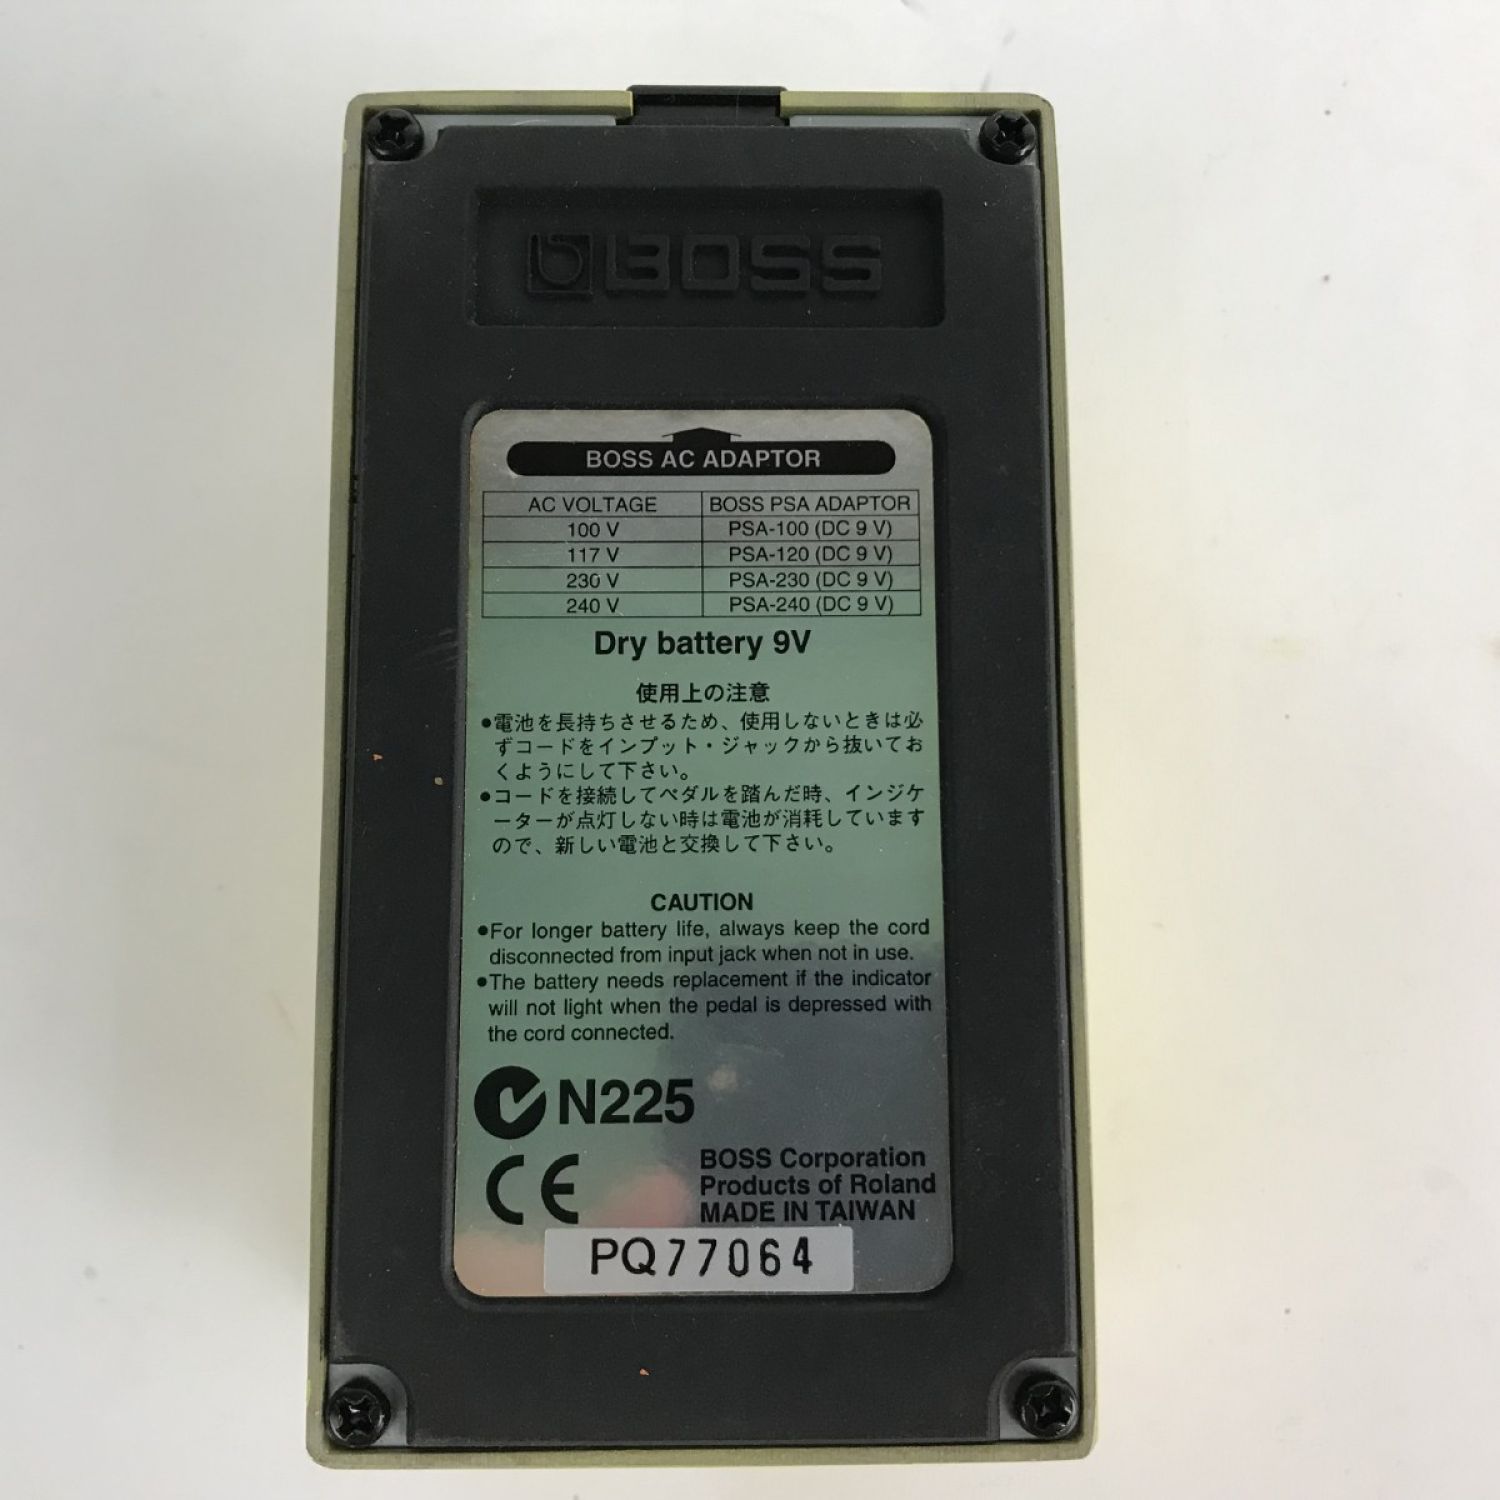 BOSS
BOSS AC ADAPTOR
AC VOLTAGE BOSS PSA ADAPTOR
100 V PSA-100 (DC 9 V)
117 V PSA-120 (DC 9 V)
230 V PSA-230 (DC 9 V)
240 V PSA-240 (DC 9 V)
Dry battery 9V
使用上の注意
●電池を長持ちさせるため、使用しないときは必
ずコードをインプット・ジャックから抜いてお
くようにして下さい。
●コードを接続してペダルを踏んだ時、インジケ
ーターが点灯しない時は電池が消耗しています
ので、新しい電池と交換して下さい。
CAUTION
●For longer battery life, always keep the cord
disconnected from input jack when not in use.
●The battery needs replacement if the indicator
will not light when the pedal is depressed with
the cord connected.
N225
CE
BOSS Corporation
Products of Roland
MADE IN TAIWAN
PQ77064